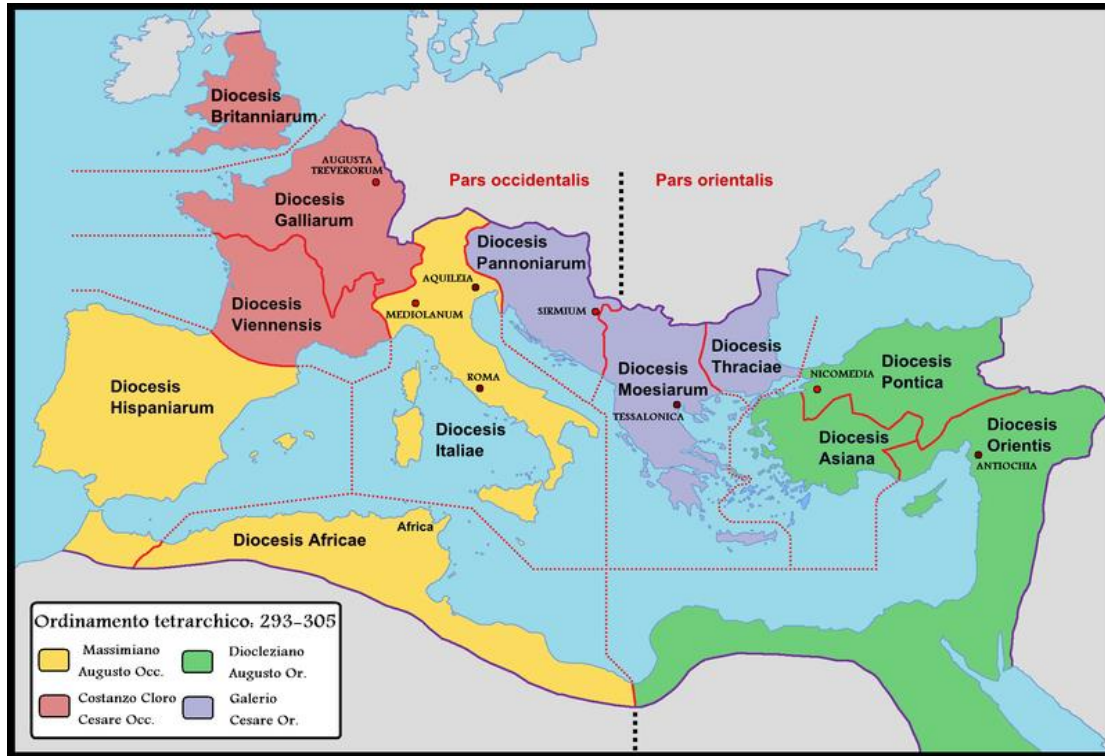 Diocesis
Britanniarum
AUGUSTA
TREVERORUM
Pars occidentalis
Pars orientalis
Diocesis
Galliarum
Diocesis
Pannoniarum
AQUILEIA
MEDIOLANUM
SIRMIUM
Diocesis
Viennensis
Diocesis
Thraciae
Diocesis
Pontica
NICOMEDIA
Diocesis
Moesiarum
TESSALONICA
Diocesis
Hispaniarum
ROMA
Diocesis
Italiae
Diocesis
Asiana
Diocesis
Orientis
ANTIOCHIA
Africa
Diocesis Africae
Ordinamento tetrarchico: 293-305
Massimiano
Augusto Occ.
Diocleziano
Augusto Or.
Costanzo Cloro
Cesare Occ.
Galerio
Cesare Or.